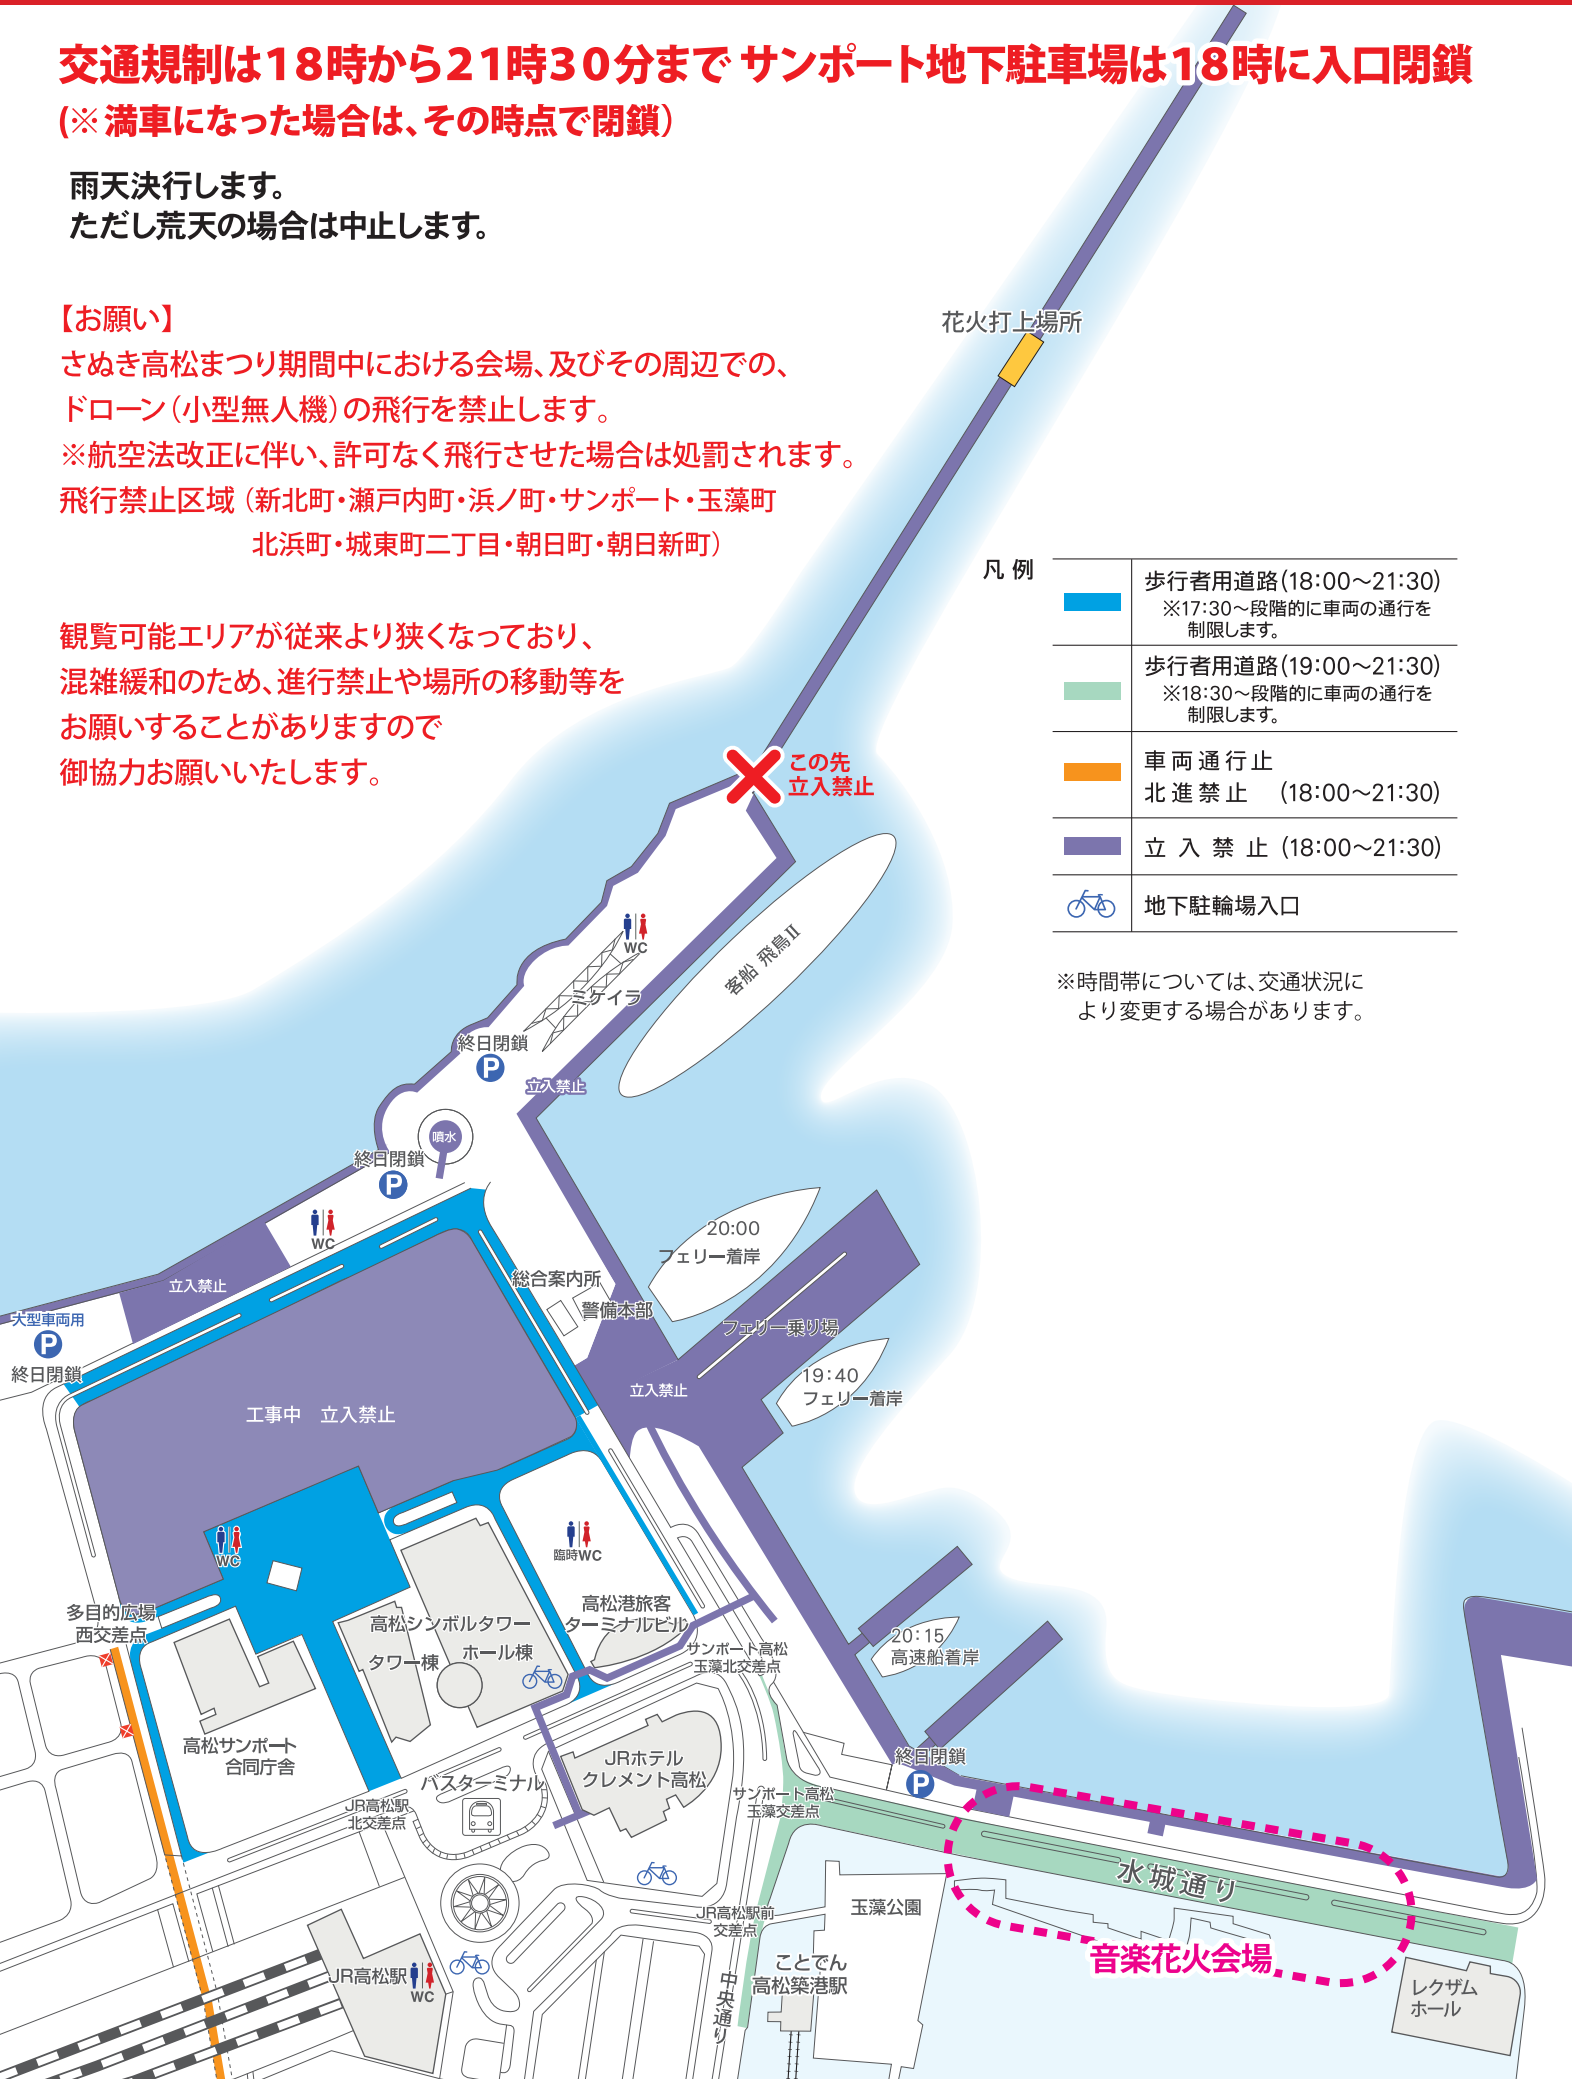 交通規制は18時から21時30分まで サンポート地下駐車場は18時に入口閉鎖
(※満車になった場合は、その時点で閉鎖）
雨天決行します。
ただし荒天の場合は中止します。
【お願い】
さぬき高松まつり期間中における会場、及びその周辺での、
ドローン（小型無人機）の飛行を禁止します。
※航空法改正に伴い、許可なく飛行させた場合は処罰されます。
飛行禁止区域（新北町・瀬戸内町・浜ノ町・サンポート・玉藻町
北浜町・城東町二丁目・朝日町・朝日新町）
観覧可能エリアが従来より狭くなっており、
混雑緩和のため、進行禁止や場所の移動等を
お願いすることがありますので
御協力お願いいたします。
花火打上場所
凡 例
歩行者用道路(18:00～21:30)
※17:30～段階的に車両の通行を
制限します。
歩行者用道路(19:00～21:30)
※18:30～段階的に車両の通行を
制限します。
車両通行止
北進禁止 (18:00～21:30)
立入禁止 (18:00～21:30)
地下駐輪場入口
※時間帯については、交通状況に
より変更する場合があります。
この先
立入禁止
WC
ミケイラ
客船 飛鳥Ⅱ
終日閉鎖
P
立入禁止
噴水
終日閉鎖
P
WC
立入禁止
大型車両用
P
終日閉鎖
20:00
フェリー着岸
総合案内所
警備本部
フェリー乗り場
19:40
フェリー着岸
立入禁止
工事中 立入禁止
WC
臨時WC
多目的広場
西交差点
高松シンボルタワー
ホール棟
タワー棟
高松港旅客
ターミナルビル
サンポート高松
玉藻北交差点
20:15
高速船着岸
高松サンポート
合同庁舎
JRホテル
クレメント高松
バスターミナル
JR高松駅
北交差点
サンポート高松
玉藻交差点
終日閉鎖
P
水城通り
玉藻公園
JR高松駅前
交差点
音楽花火会場
ことでん
高松築港駅
中央通り
JR高松駅
WC
レクザム
ホール